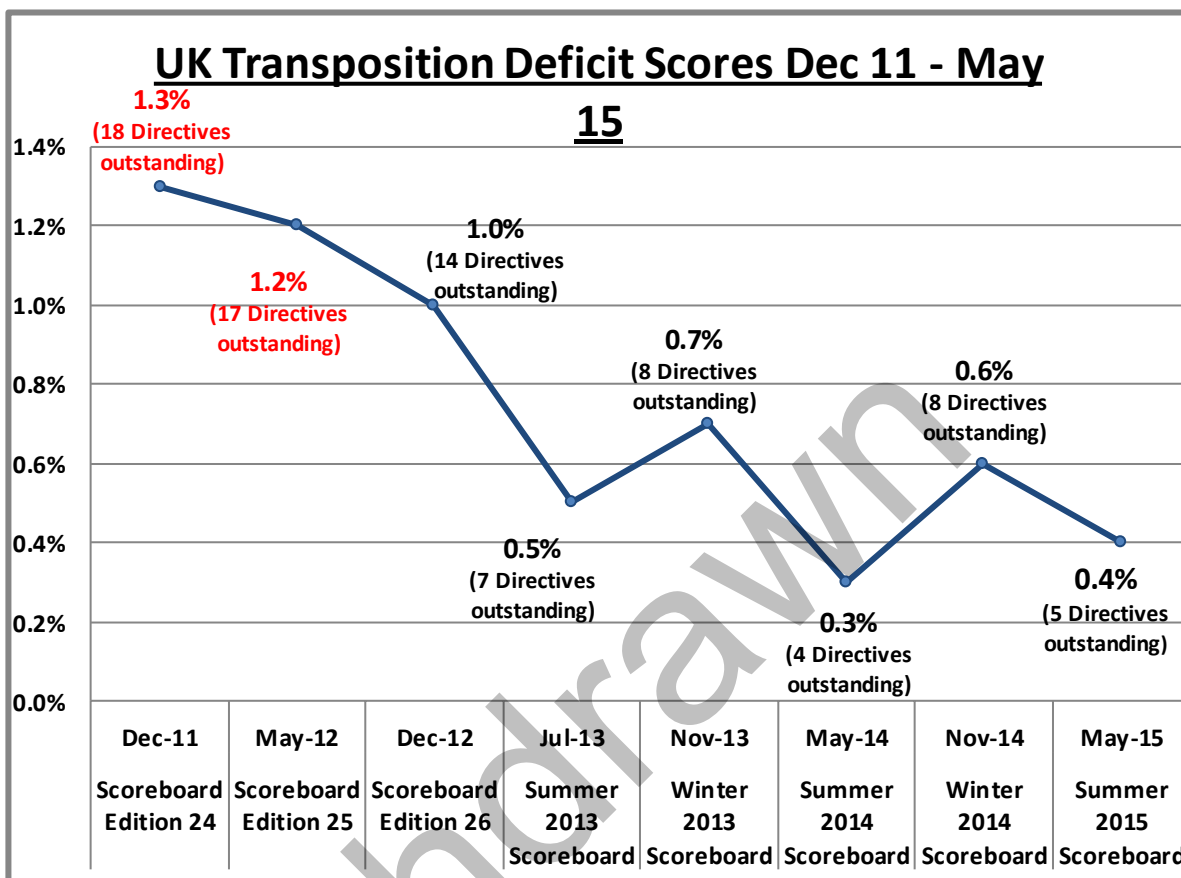 UK Transposition Deficit Scores Dec 11 - May
15
1.3%
(18 Directives
outstanding)
1.2%
(17 Directives
outstanding)
1.0%
(14 Directives
outstanding)
0.5%
(7 Directives
outstanding)
0.7%
(8 Directives
outstanding)
0.3%
(4 Directives
outstanding)
0.6%
(8 Directives
outstanding)
0.4%
(5 Directives
outstanding)
1.4%
1.2%
1.0%
0.8%
0.6%
0.4%
0.2%
0.0%
Dec-11
Scoreboard
Edition 24
May-12
Scoreboard
Edition 25
Dec-12
Scoreboard
Edition 26
Jul-13
Summer
2013
Scoreboard
Nov-13
Winter
2013
Scoreboard
May-14
Summer
2014
Scoreboard
Nov-14
Winter
2014
Scoreboard
May-15
Summer
2015
Scoreboard
hdrawn